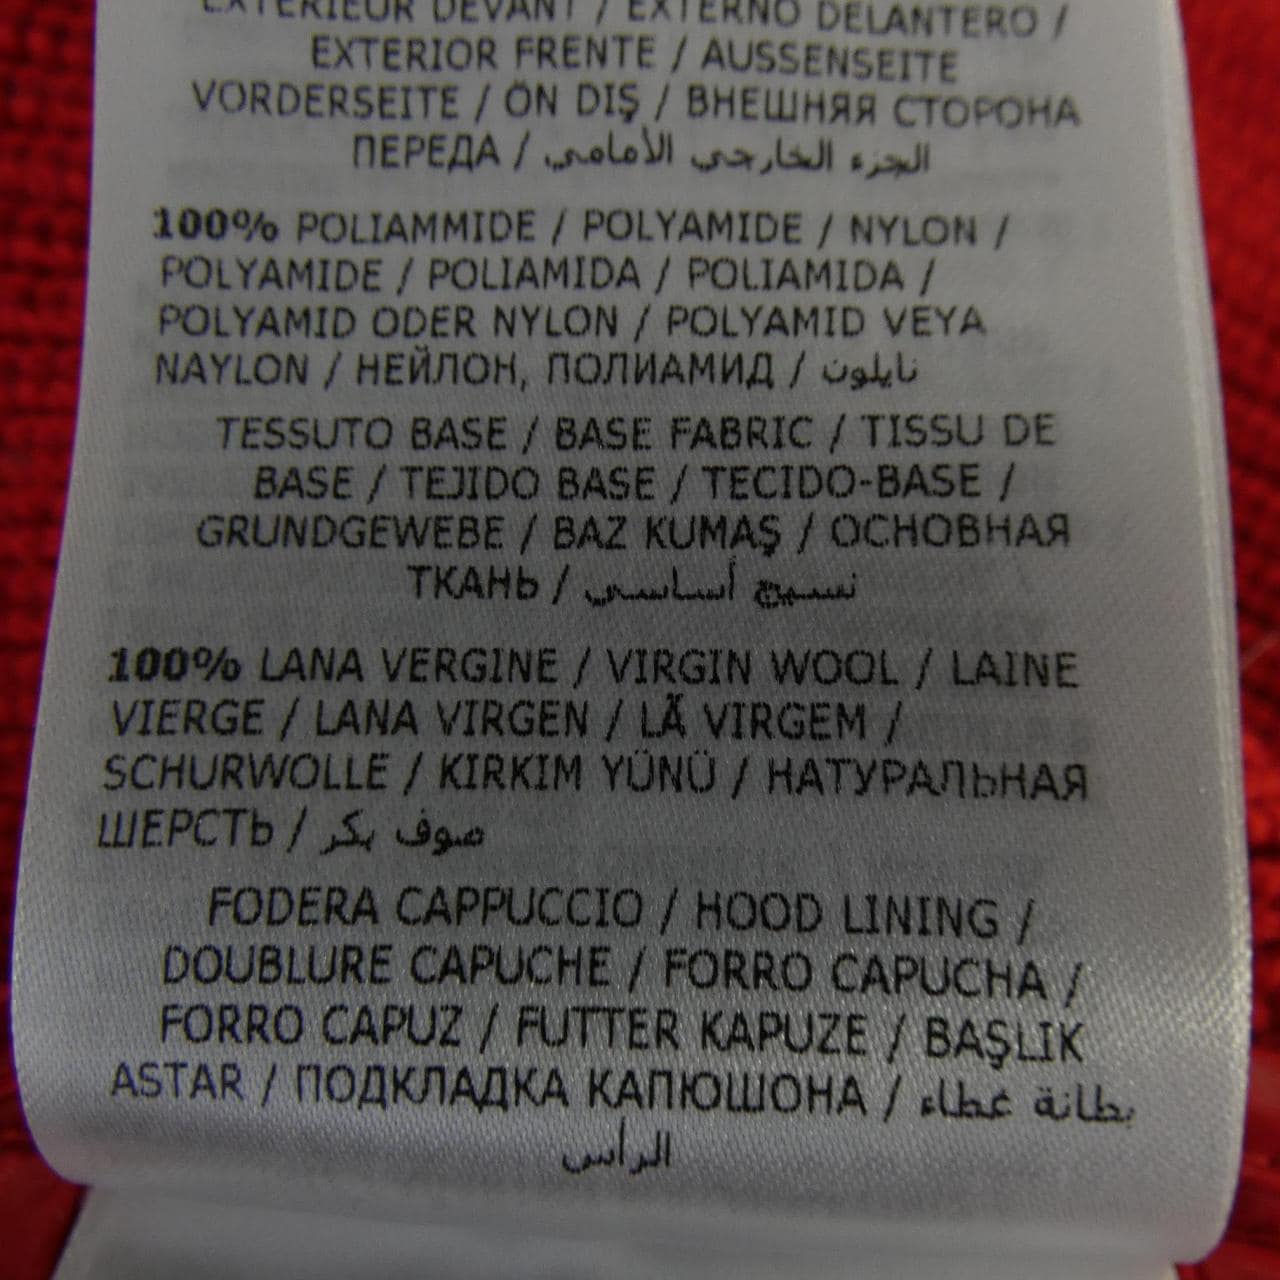 EXTÉRIEUR DEVANT / EXTERNO DELANTERO /
EXTERIOR FRENTE / AUSSENSEITE
VORDERSEITE / ÖN DIŞ / ВНЕШНЯЯ СТОРОНА
ПЕРЕДА / الجزء الخارجي الأمامي
100% POLIAMMIDE / POLYAMIDE / NYLON /
POLYAMIDE / POLIAMIDA / POLIAMIDA /
POLYAMID ODER NYLON / POLYAMID VEYA
NAYLON / НЕЙЛОН, ПОЛИАМИД / نايلون
TESSUTO BASE / BASE FABRIC / TISSU DE
BASE / TEJIDO BASE / TECIDO-BASE /
GRUNDGEWEBE / BAZ KUMAŞ / ОСНОВНАЯ
ТКАНЬ / نسيج أساسي
100% LANA VERGINE / VIRGIN WOOL / LAINE
VIERGE / LANA VIRGEN / LÃ VIRGEM /
SCHURWOLLE / KIRKIM YÜNÜ / НАТУРАЛЬНАЯ
ШЕРСТЬ / صوف بكر
FODERA CAPPUCCIO / HOOD LINING /
DOUBLURE CAPUCHE / FORRO CAPUCHA /
FORRO CAPUZ / FUTTER KAPUZE / BAŞLIK
ASTAR / ПОДКЛАДКА КАПЮШОНА / بطانة غطاء
الرأس